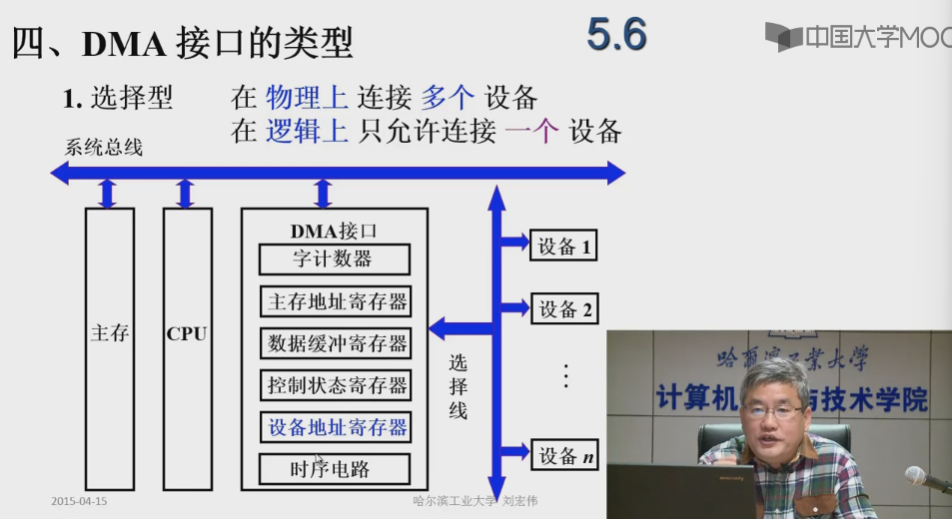 四、DMA 接口的类型
5.6
中国大学MOO
1. 选择型 在 物理上 连接 多个 设备
在 逻辑上 只允许连接 一个 设备
系统总线
主存
CPU
DMA接口
字计数器
主存地址寄存器
数据缓冲寄存器
控制状态寄存器
设备地址寄存器
时序电路
选择线
设备 1
设备 2
⋮
设备 n
哈尔滨工业大学
计算机 与技术学院
2015-04-15
哈尔滨工业大学 刘宏伟